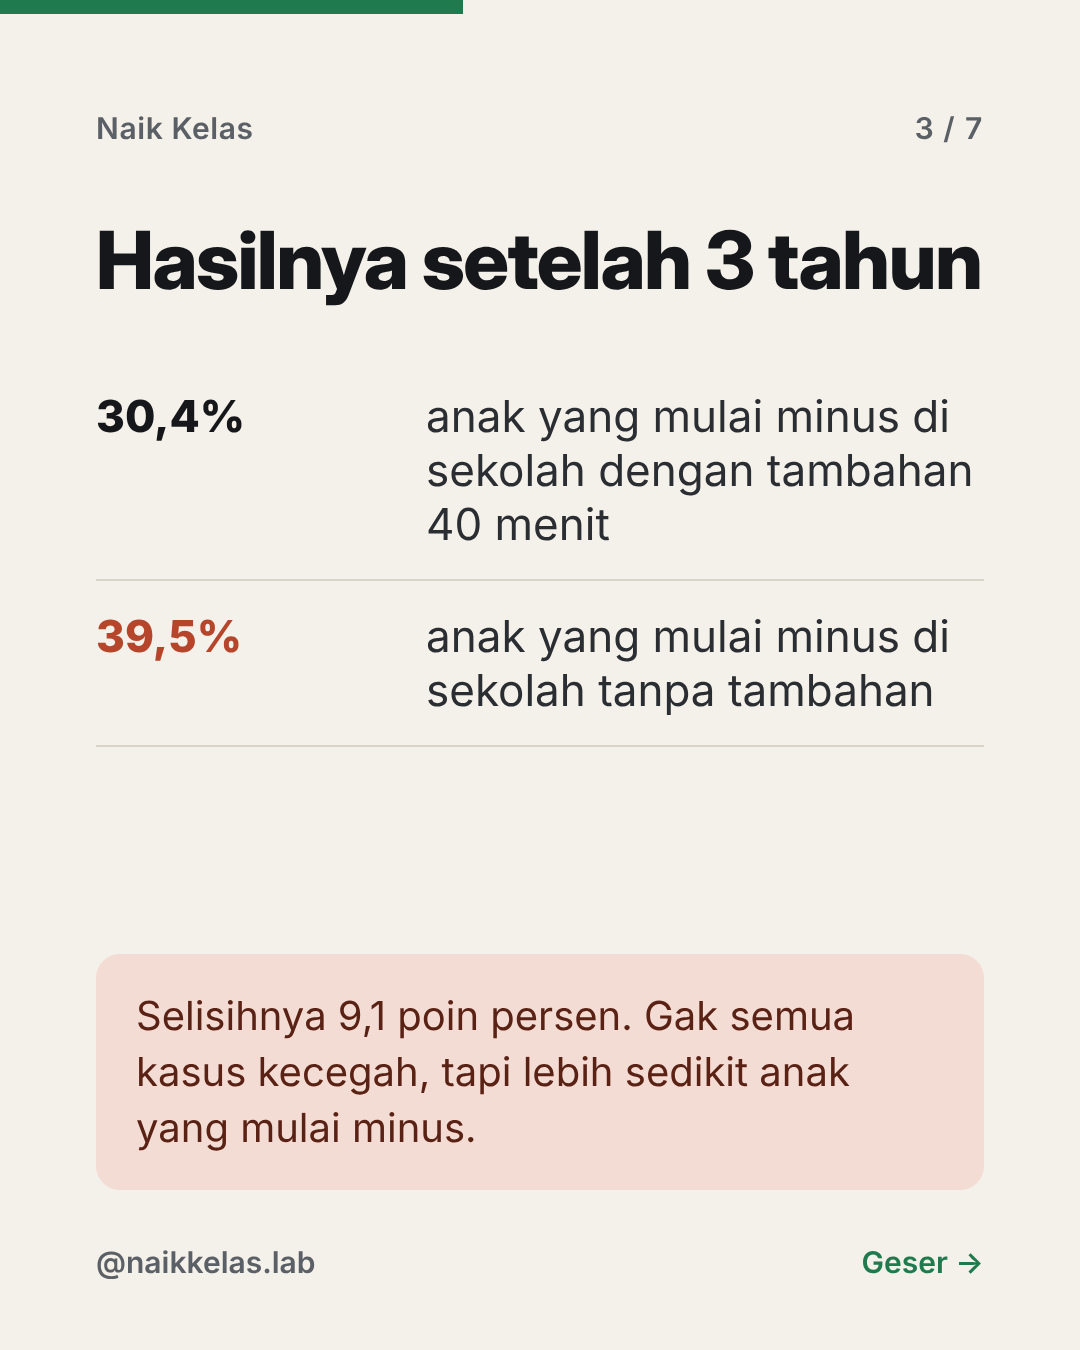 Naik Kelas
3 / 7
Hasilnya setelah 3 tahun
30,4%
anak yang mulai minus di
sekolah dengan tambahan
40 menit
39,5%
anak yang mulai minus di
sekolah tanpa tambahan
Selisihnya 9,1 poin persen. Gak semua
kasus kecegah, tapi lebih sedikit anak
yang mulai minus.
@naikkelas.lab
Geser →